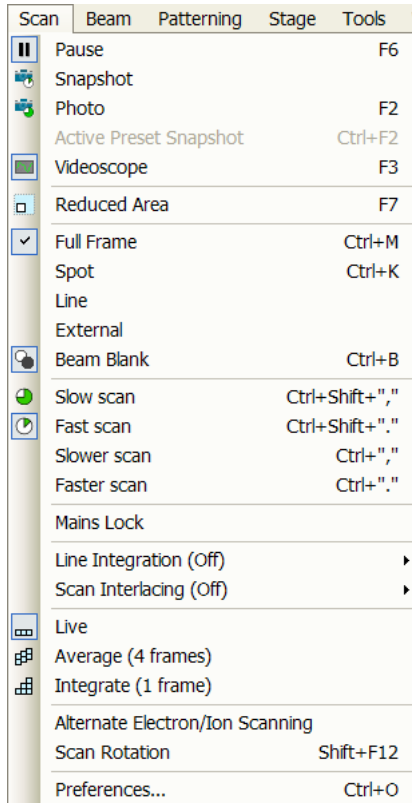 Scan Beam Patterning Stage Tools
Pause F6
Snapshot
Photo F2
Active Preset Snapshot Ctrl+F2
Videoscope F3
Reduced Area F7
Full Frame Ctrl+M
Spot Ctrl+K
Line
External
Beam Blank Ctrl+B
Slow scan Ctrl+Shift+","
Fast scan Ctrl+Shift+"."
Slower scan Ctrl+","
Faster scan Ctrl+"."
Mains Lock
Line Integration (Off)
Scan Interlacing (Off)
Live
Average (4 frames)
Integrate (1 frame)
Alternate Electron/Ion Scanning
Scan Rotation Shift+F12
Preferences... Ctrl+O